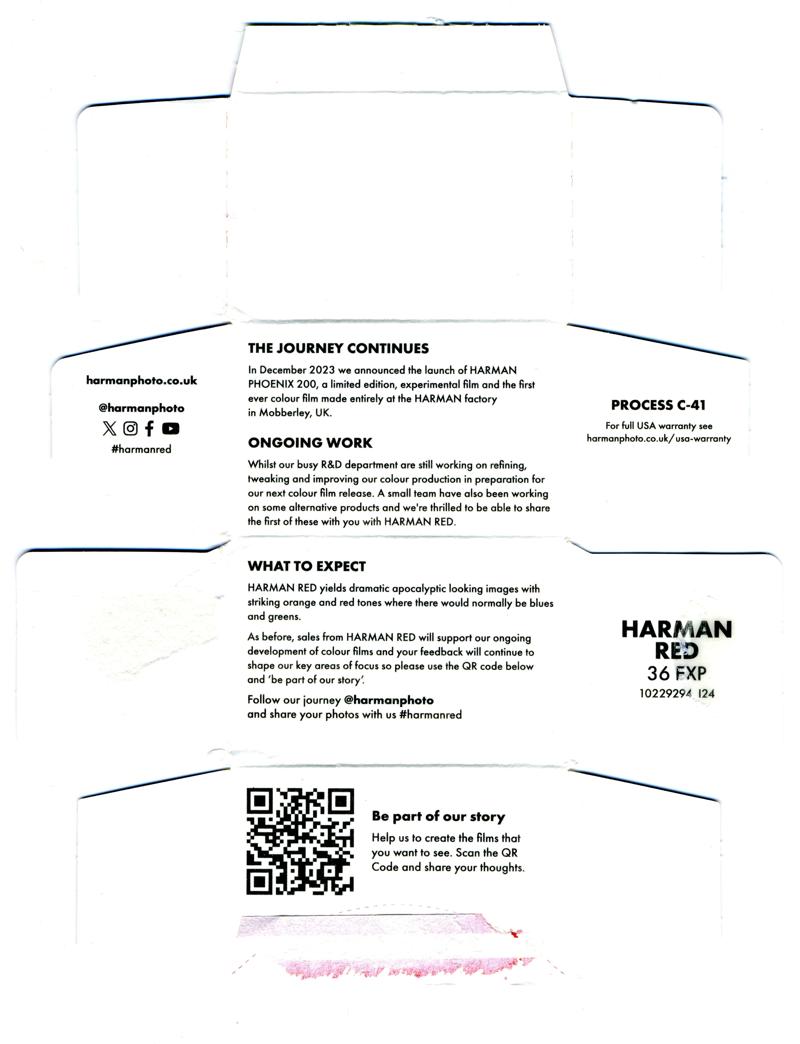 THE JOURNEY CONTINUES
In December 2023 we announced the launch of HARMAN
PHOENIX 200, a limited edition, experimental film and the first
ever colour film made entirely at the HARMAN factory
in Mobberley, UK.
ONGOING WORK
Whilst our busy R&D department are still working on refining,
tweaking and improving our colour production in preparation for
our next colour film release. A small team have also been working
on some alternative products and we're thrilled to be able to share
the first of these with you with HARMAN RED.
harmanphoto.co.uk
@harmanphoto
#harmanred
PROCESS C-41
For full USA warranty see
harmanphoto.co.uk/usa-warranty
WHAT TO EXPECT
HARMAN RED yields dramatic apocalyptic looking images with
striking orange and red tones where there would normally be blues
and greens.
As before, sales from HARMAN RED will support our ongoing
development of colour films and your feedback will continue to
shape our key areas of focus so please use the QR code below
and ‘be part of our story’.
Follow our journey @harmanphoto
and share your photos with us #harmanred
HARMAN
RED
36 EXP
10229294 I24
Be part of our story
Help us to create the films that
you want to see. Scan the QR
Code and share your thoughts.